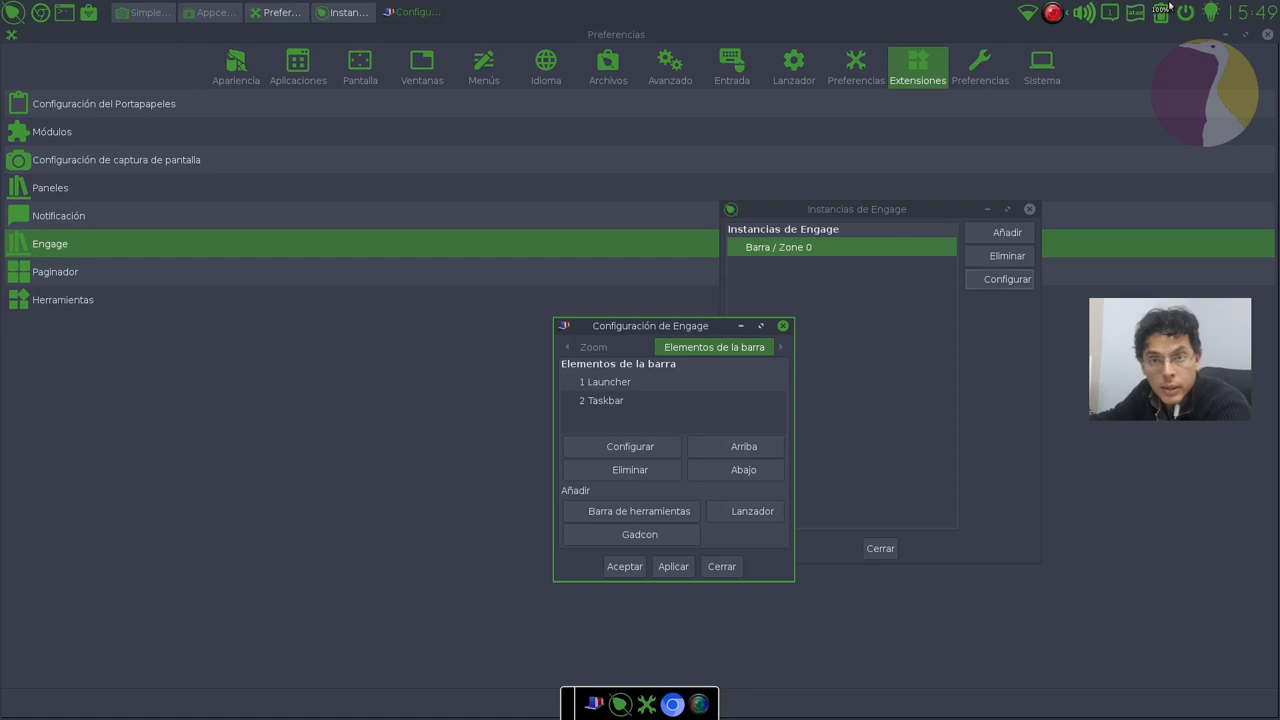 Simple...
Appce...
Prefer...
Instan...
Configu...
1
100%
15:49
Preferencias
Apariencia
Aplicaciones
Pantalla
Ventanas
Menús
Idioma
Archivos
Avanzado
Entrada
Lanzador
Preferencias
Extensiones
Preferencias
Sistema
Configuración del Portapapeles
Módulos
Configuración de captura de pantalla
Paneles
Notificación
Engage
Paginador
Herramientas
Instancias de Engage
Instancias de Engage
Barra / Zone 0
Añadir
Eliminar
Configurar
Cerrar
Configuración de Engage
Zoom
Elementos de la barra
Elementos de la barra
1 Launcher
2 Taskbar
Configurar
Arriba
Eliminar
Abajo
Añadir
Barra de herramientas
Lanzador
Gadcon
Aceptar
Aplicar
Cerrar